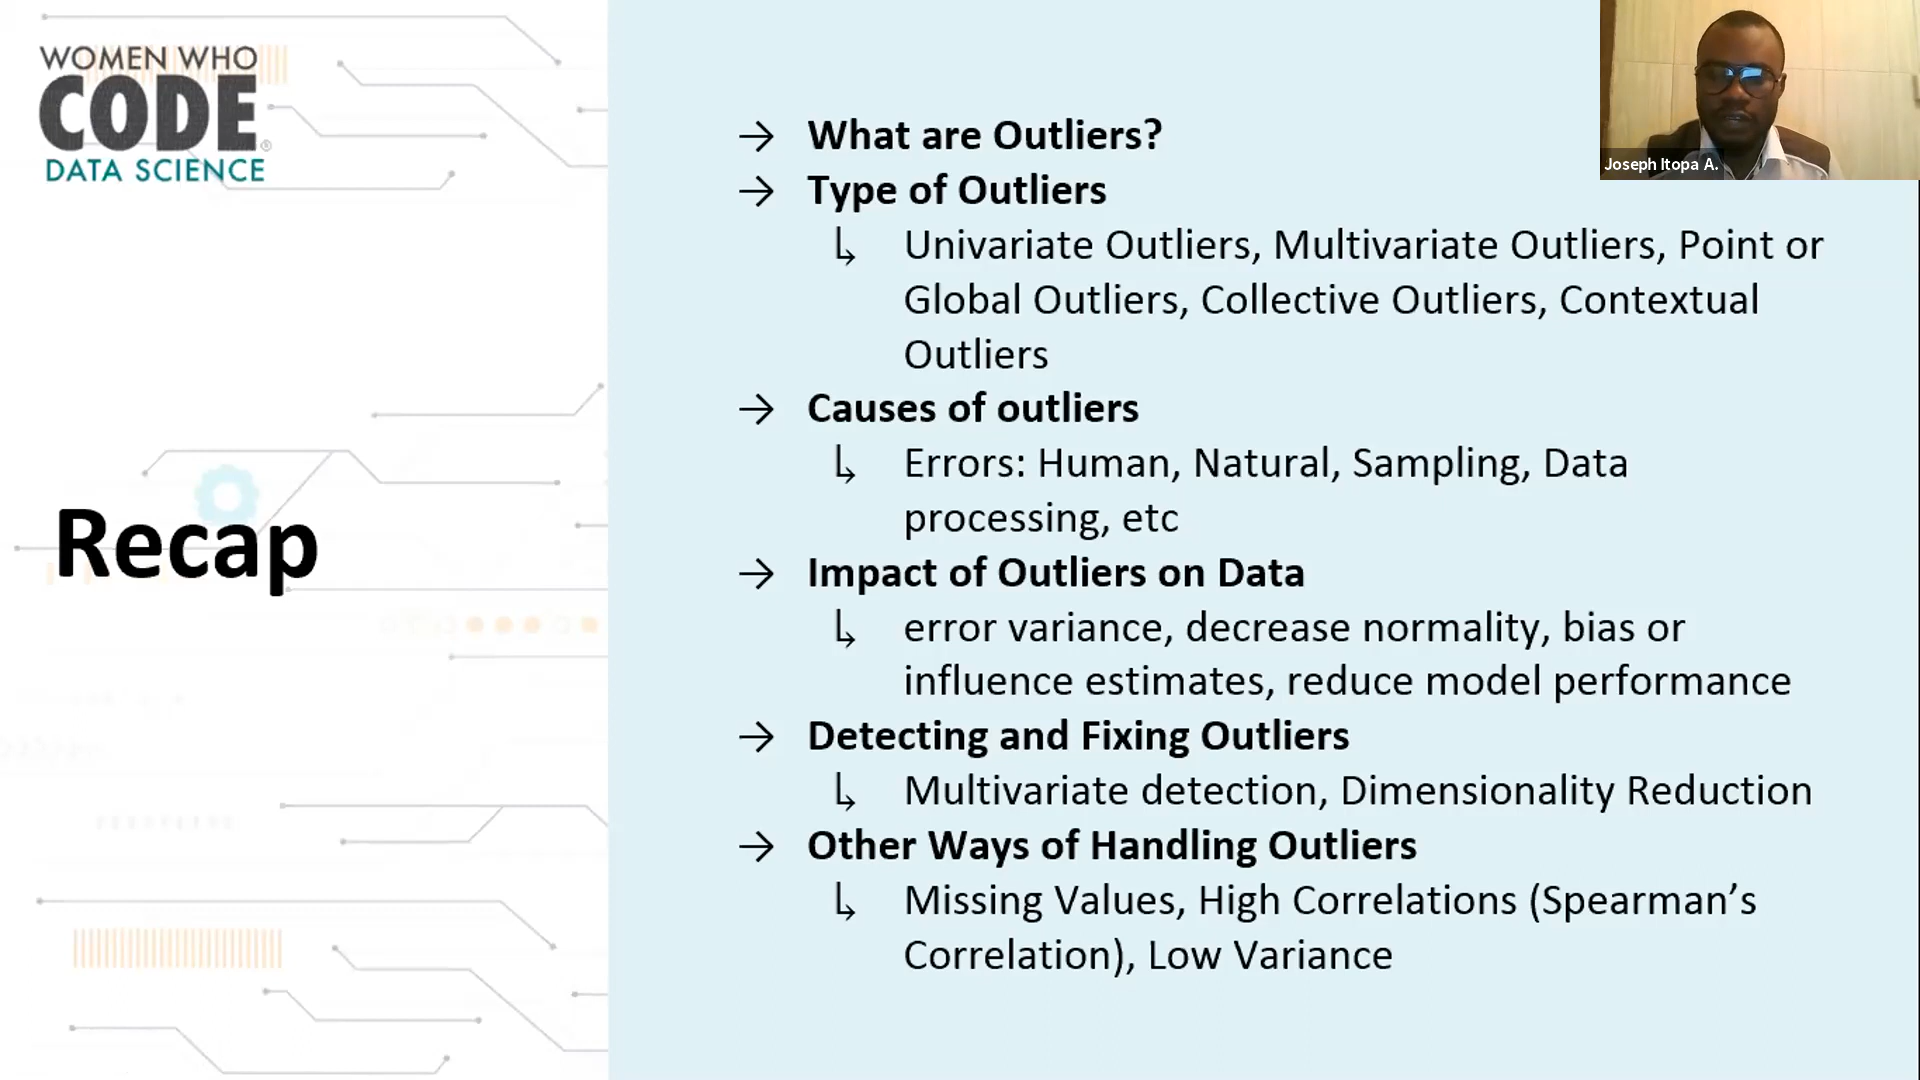 WOMEN WHO
CODE®
DATA SCIENCE
Recap
→ What are Outliers?
→ Type of Outliers
↳ Univariate Outliers, Multivariate Outliers, Point or
Global Outliers, Collective Outliers, Contextual
Outliers
→ Causes of outliers
↳ Errors: Human, Natural, Sampling, Data
processing, etc
→ Impact of Outliers on Data
↳ error variance, decrease normality, bias or
influence estimates, reduce model performance
→ Detecting and Fixing Outliers
↳ Multivariate detection, Dimensionality Reduction
→ Other Ways of Handling Outliers
↳ Missing Values, High Correlations (Spearman’s
Correlation), Low Variance
Joseph Itopa A.